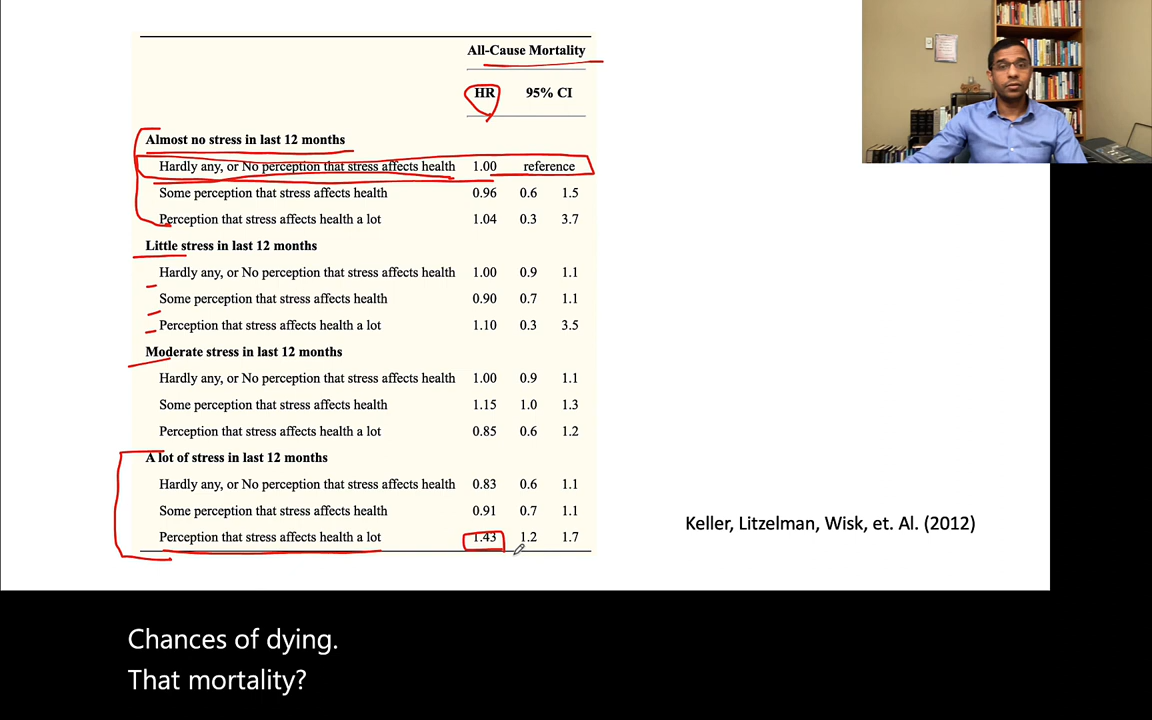 All-Cause Mortality
HR 95% CI
Almost no stress in last 12 months
Hardly any, or No perception that stress affects health 1.00 reference
Some perception that stress affects health 0.96 0.6 1.5
Perception that stress affects health a lot 1.04 0.3 3.7
Little stress in last 12 months
Hardly any, or No perception that stress affects health 1.00 0.9 1.1
Some perception that stress affects health 0.90 0.7 1.1
Perception that stress affects health a lot 1.10 0.3 3.5
Moderate stress in last 12 months
Hardly any, or No perception that stress affects health 1.00 0.9 1.1
Some perception that stress affects health 1.15 1.0 1.3
Perception that stress affects health a lot 0.85 0.6 1.2
A lot of stress in last 12 months
Hardly any, or No perception that stress affects health 0.83 0.6 1.1
Some perception that stress affects health 0.91 0.7 1.1
Perception that stress affects health a lot 1.43 1.2 1.7
Keller, Litzelman, Wisk, et. Al. (2012)
Chances of dying.
That mortality?